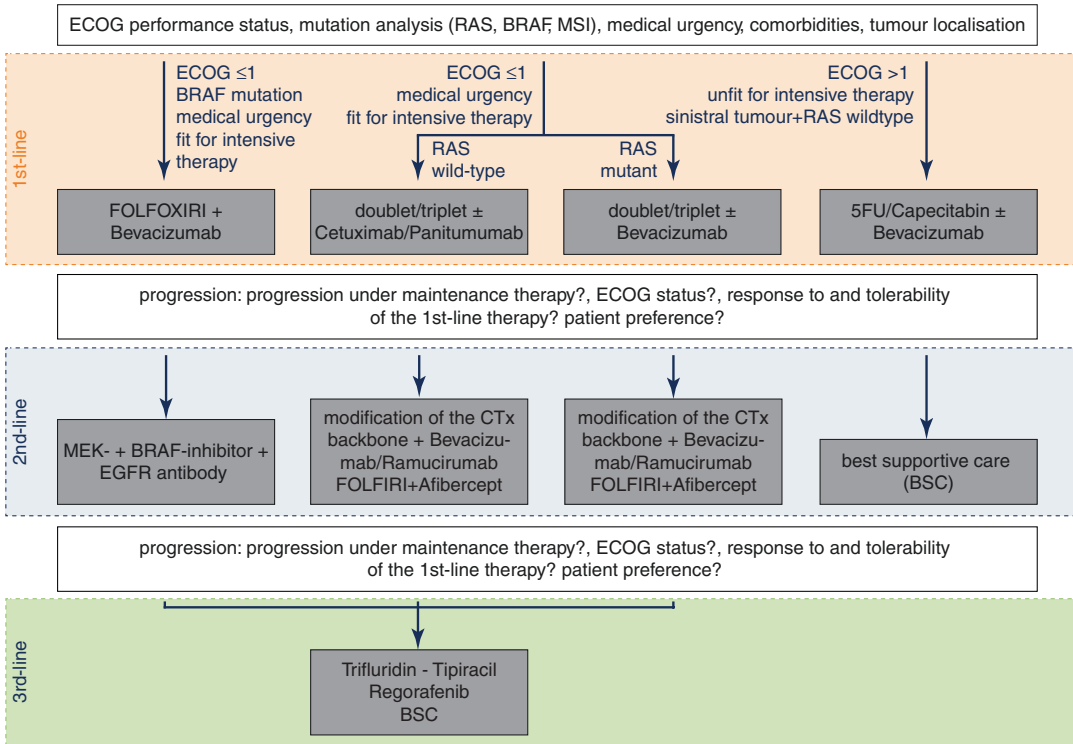 ECOG performance status, mutation analysis (RAS, BRAF, MSI), medical urgency, comorbidities, tumour localisation
1st-line
ECOG ≤1
BRAF mutation
medical urgency
fit for intensive
therapy
ECOG ≤1
medical urgency
fit for intensive therapy
RAS
wild-type
RAS
mutant
ECOG >1
unfit for intensive therapy
sinistral tumour+RAS wildtype
FOLFOXIRI +
Bevacizumab
doublet/triplet ±
Cetuximab/Panitumumab
doublet/triplet ±
Bevacizumab
5FU/Capecitabin ±
Bevacizumab
progression: progression under maintenance therapy?, ECOG status?, response to and tolerability
of the 1st-line therapy? patient preference?
2nd-line
MEK- + BRAF-inhibitor +
EGFR antibody
modification of the CTx
backbone + Bevacizu-
mab/Ramucirumab
FOLFIRI+Afibercept
modification of the CTx
backbone + Bevacizu-
mab/Ramucirumab
FOLFIRI+Afibercept
best supportive care
(BSC)
progression: progression under maintenance therapy?, ECOG status?, response to and tolerability
of the 1st-line therapy? patient preference?
3rd-line
Trifluridin - Tipiracil
Regorafenib
BSC